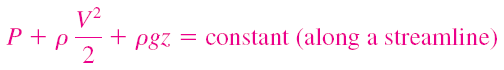 P + ρ V²/2 + ρgz = constant (along a streamline)